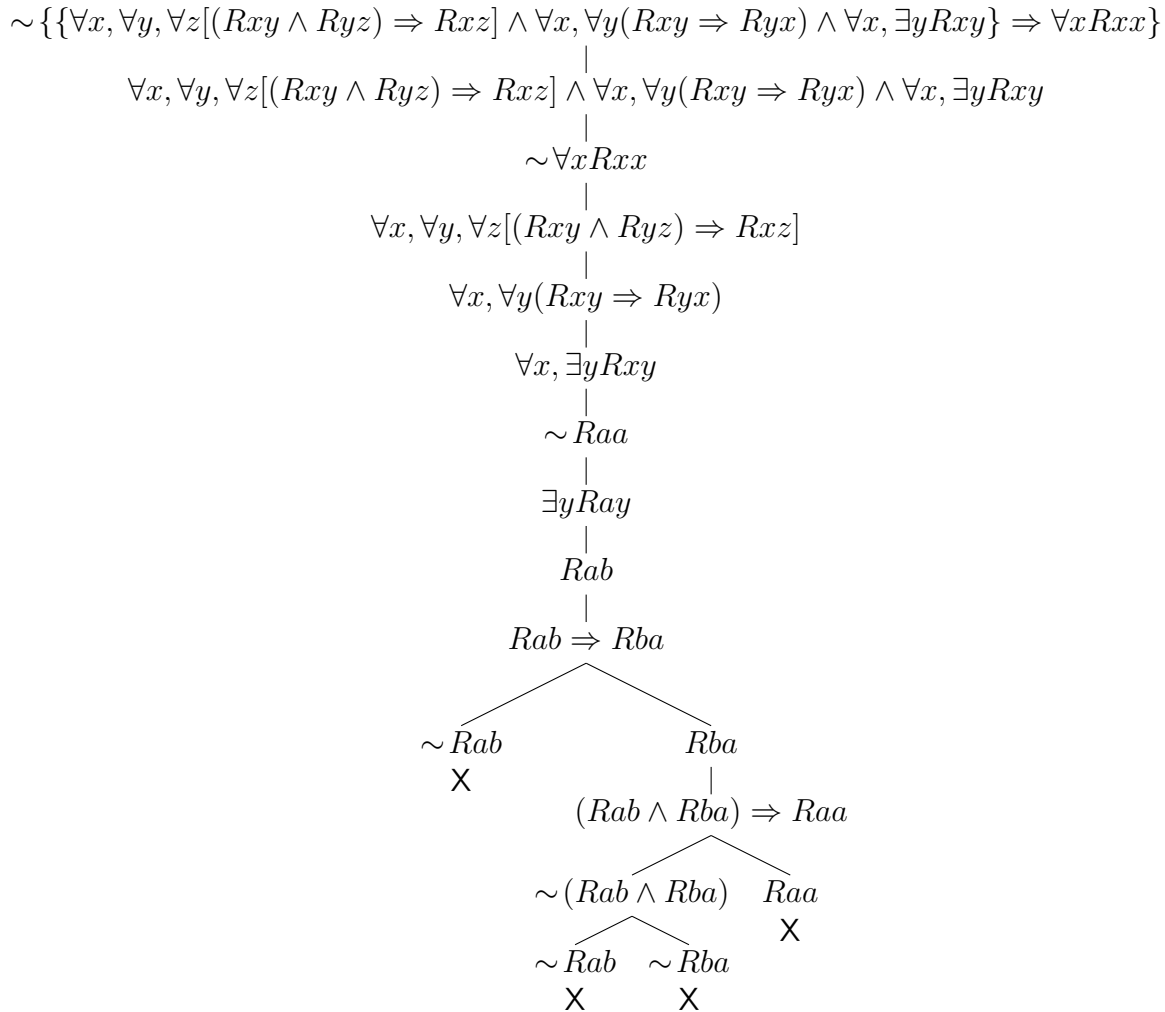 ∼{{∀x,∀y,∀z[(Rxy ∧ Ryz) ⇒ Rxz] ∧ ∀x,∀y(Rxy ⇒ Ryx) ∧ ∀x,∃yRxy} ⇒ ∀xRxx}
∀x,∀y,∀z[(Rxy ∧ Ryz) ⇒ Rxz] ∧ ∀x,∀y(Rxy ⇒ Ryx) ∧ ∀x,∃yRxy
∼∀xRxx
∀x,∀y,∀z[(Rxy ∧ Ryz) ⇒ Rxz]
∀x,∀y(Rxy ⇒ Ryx)
∀x,∃yRxy
∼Raa
∃yRay
Rab
Rab ⇒ Rba
∼Rab Rba
X
(Rab ∧ Rba) ⇒ Raa
∼(Rab ∧ Rba) Raa
X
∼Rab ∼Rba
X X